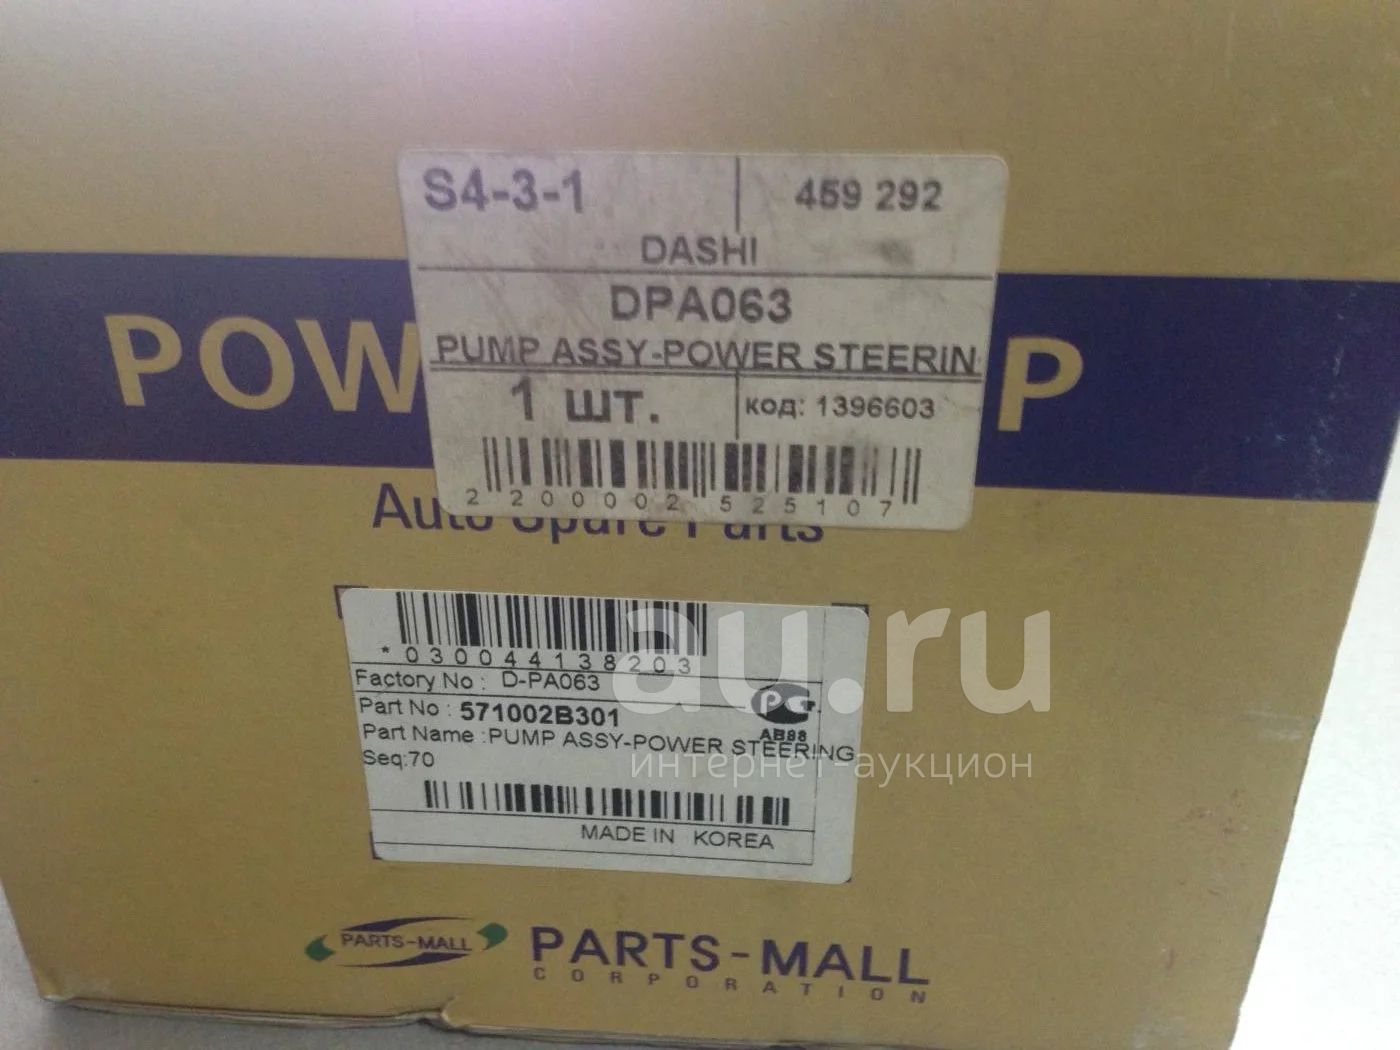 S4-3-1
459 292
DASHI
DPA063
PUMP ASSY-POWER STEERIN
1 шт.
код: 1396603
2 200002 525107
POW
P
Auto Spare Parts
*030044138203
Factory No : D-PA063
Part No : 571002B301
Part Name :PUMP ASSY-POWER STEERING
Seq:70
РС
АВ88
MADE IN KOREA
au.ru
интернет-аукцион
PARTS-MALL
PARTS-MALL
CORPORATION